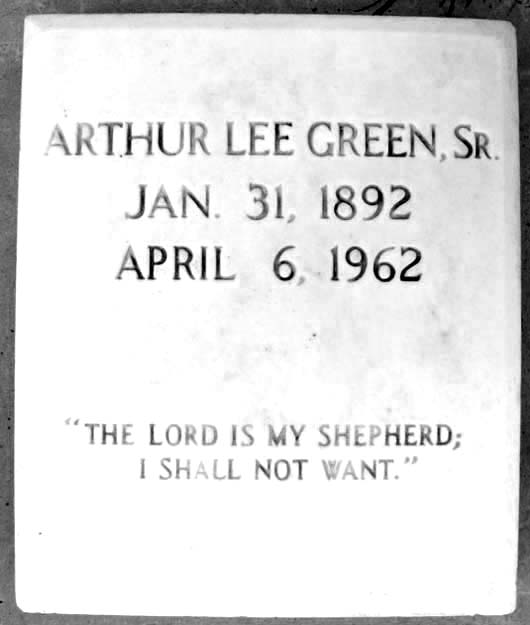 ARTHUR LEE GREEN, SR.
JAN. 31, 1892
APRIL 6, 1962
"THE LORD IS MY SHEPHERD;
I SHALL NOT WANT."